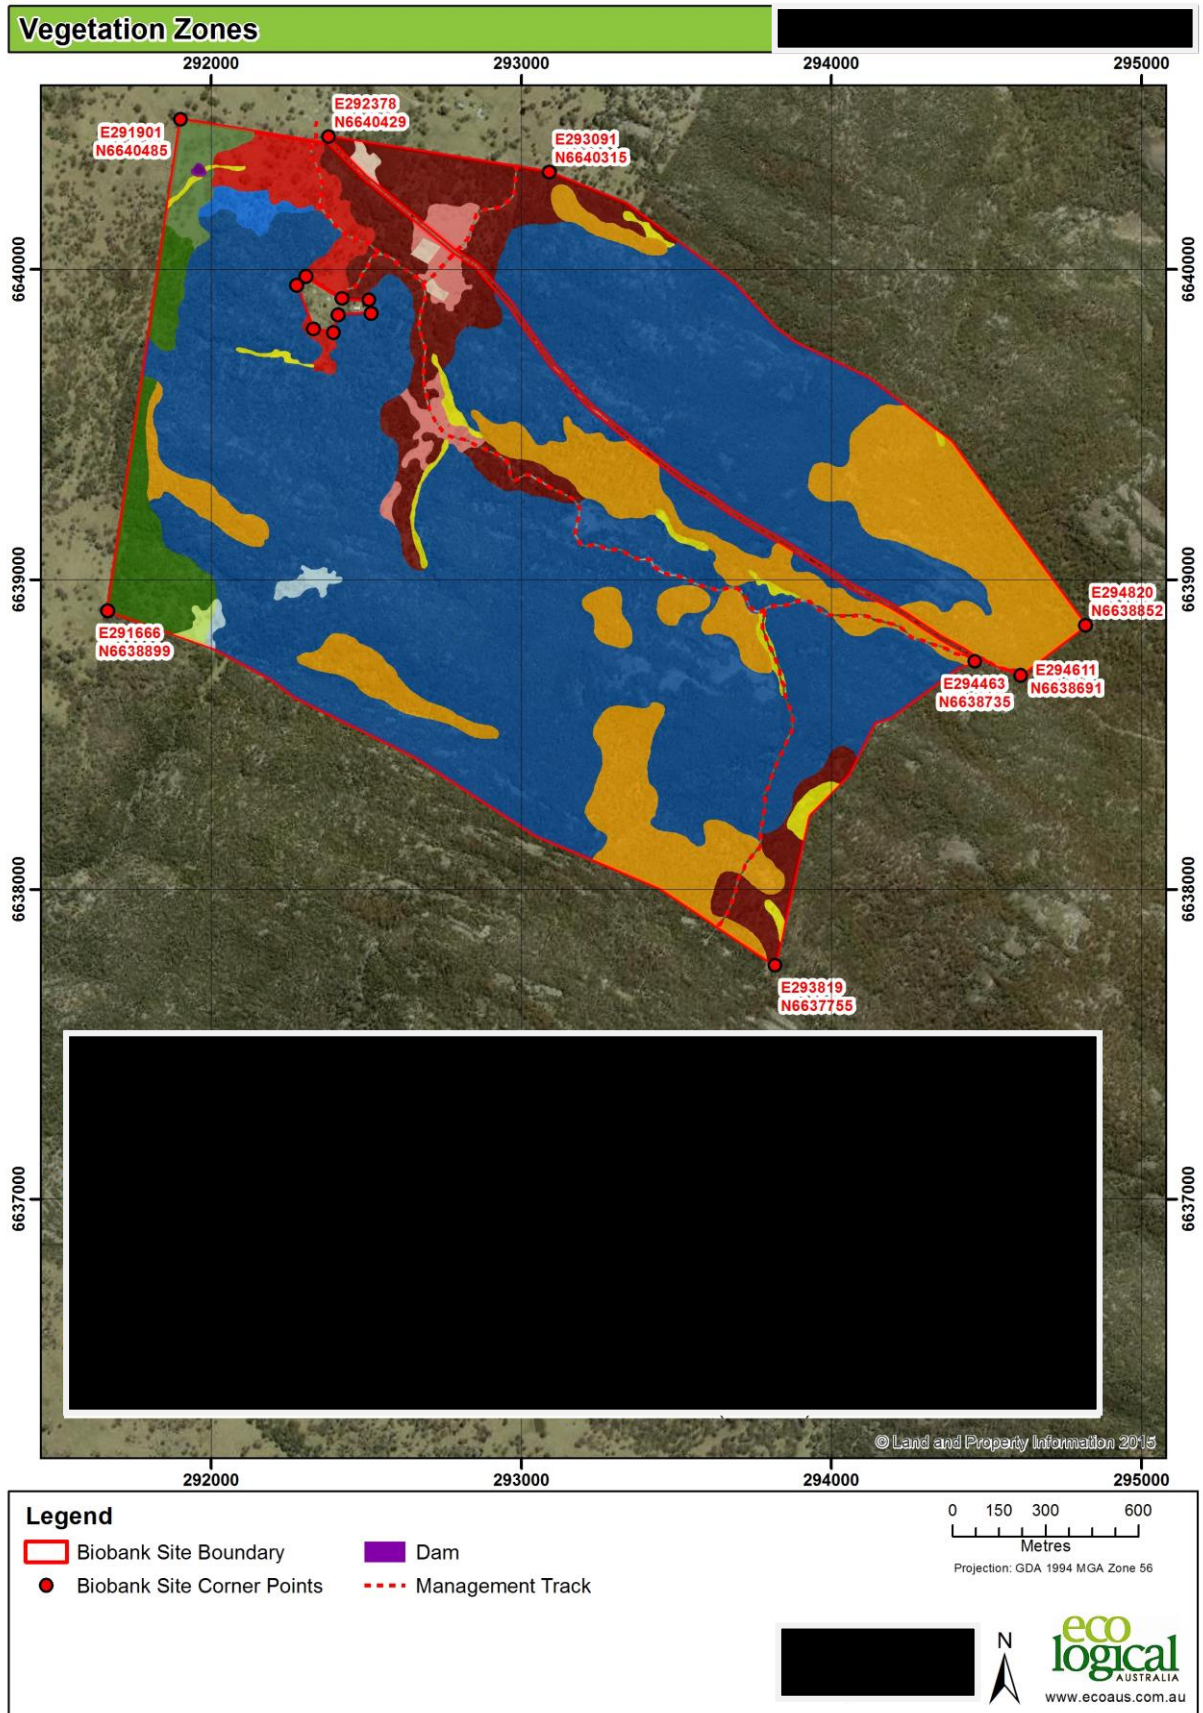 Vegetation Zones
292000
293000
294000
295000
E292378
N6640429
E291901
N6640485
E293091
N6640315
6640000
6640000
6639000
6639000
E294820
N6638852
E291666
N6638899
E294611
N6638691
E294463
N6638735
6638000
6638000
E293819
N6637755
6637000
6637000
© Land and Property Information 2015
292000
293000
294000
295000
Legend
Biobank Site Boundary
Dam
Biobank Site Corner Points
Management Track
0 150 300 600
Metres
Projection: GDA 1994 MGA Zone 56
N
eco
logical
AUSTRALIA
www.ecoaus.com.au